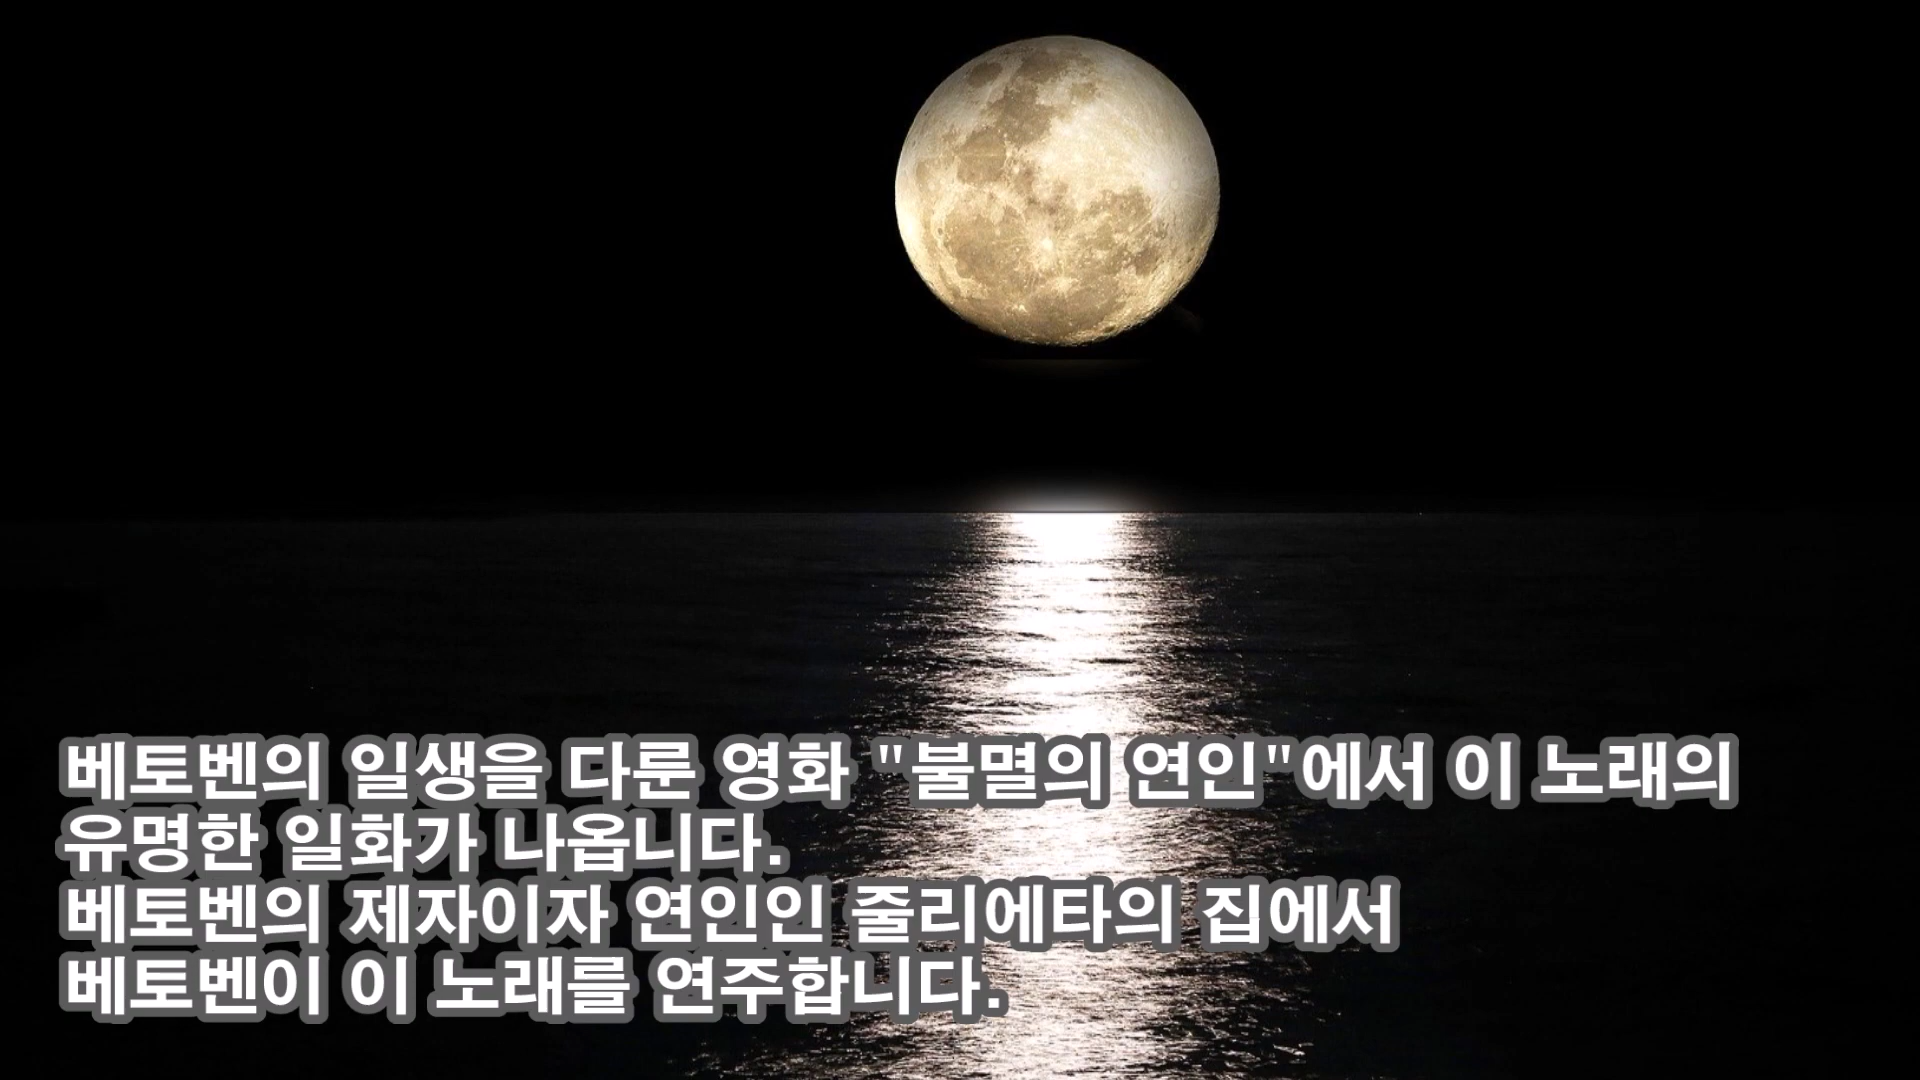 베토벤의 일생을 다룬 영화 "불멸의 연인"에서 이 노래의
유명한 일화가 나옵니다.
베토벤의 제자이자 연인인 줄리에타의 집에서
베토벤이 이 노래를 연주합니다.